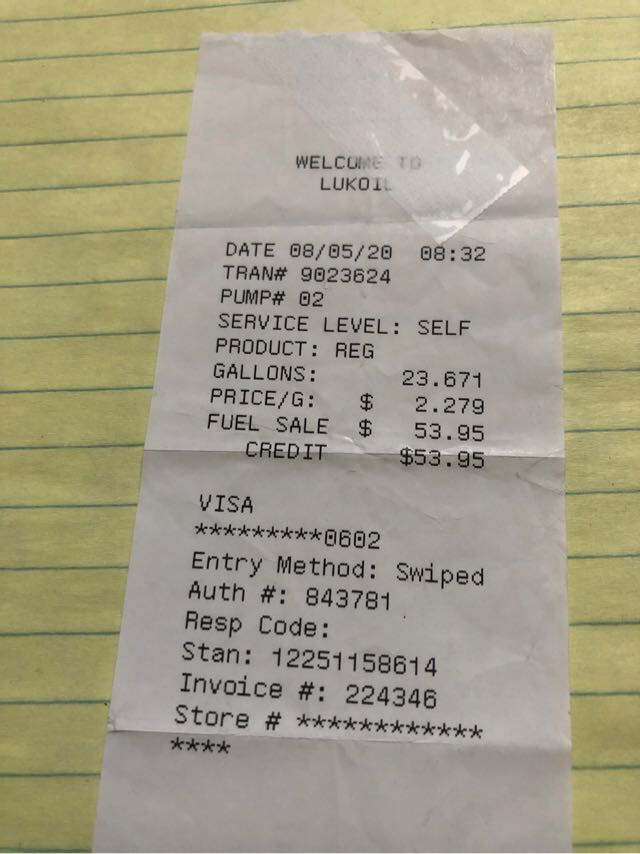 WELCOME TO
LUKOIL
DATE 08/05/20 08:32
TRAN# 9023624
PUMP# 02
SERVICE LEVEL: SELF
PRODUCT: REG
GALLONS: 23.671
PRICE/G: $ 2.279
FUEL SALE $ 53.95
CREDIT $53.95
VISA
*********0602
Entry Method: Swiped
Auth #: 843781
Resp Code:
Stan: 12251158614
Invoice #: 224346
Store # ************
****